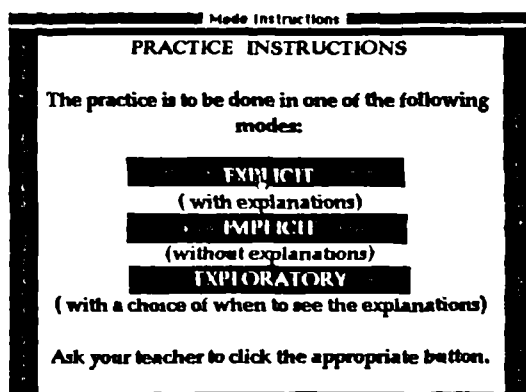 Mode Instructions
PRACTICE INSTRUCTIONS
The practice is to be done in one of the following
modes:
EXPLICIT
( with explanations)
IMPLICIT
(without explanations)
EXPLORATORY
( with a choice of when to see the explanations)
Ask your teacher to click the appropriate button.